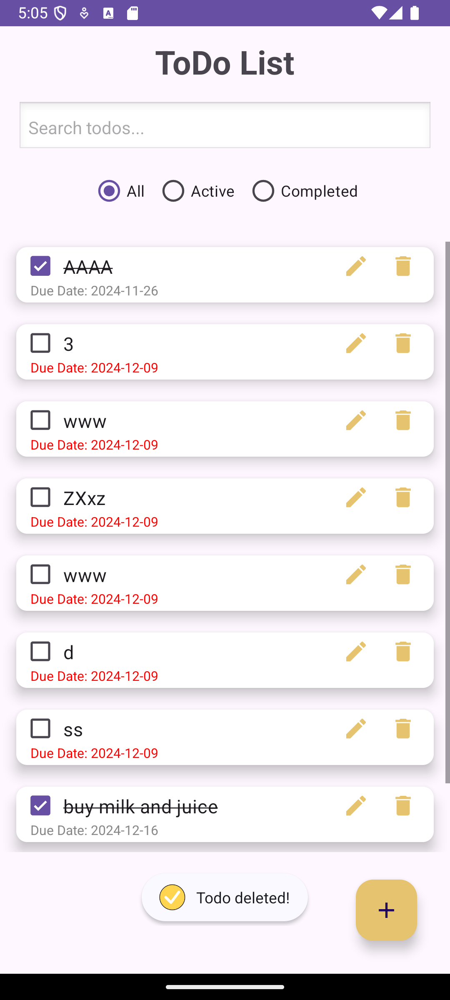 5:05
ToDo List
Search todos...
All Active Completed
AAAA
Due Date: 2024-11-26
3
Due Date: 2024-12-09
www
Due Date: 2024-12-09
ZXxz
Due Date: 2024-12-09
www
Due Date: 2024-12-09
d
Due Date: 2024-12-09
ss
Due Date: 2024-12-09
buy milk and juice
Due Date: 2024-12-16
Todo deleted!